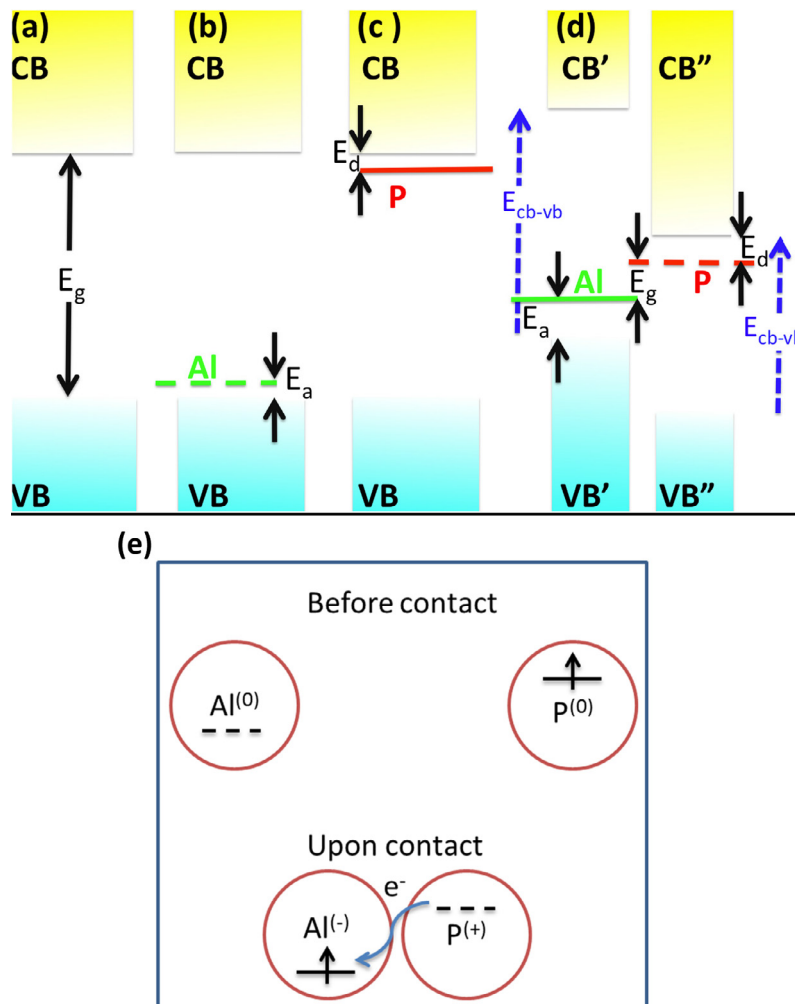 (a)
(b)
(c )
(d)
CB
CB
CB
CB'
CB"
E_d
P
E_cb-vb
E_g
Al
E_a
Al
E_a
E_g
P
E_d
E_cb-vl
VB
VB
VB
VB'
VB"
(e)
Before contact
Al^(0)
P^(0)
Upon contact
e^-
Al^(-)
P^(+)